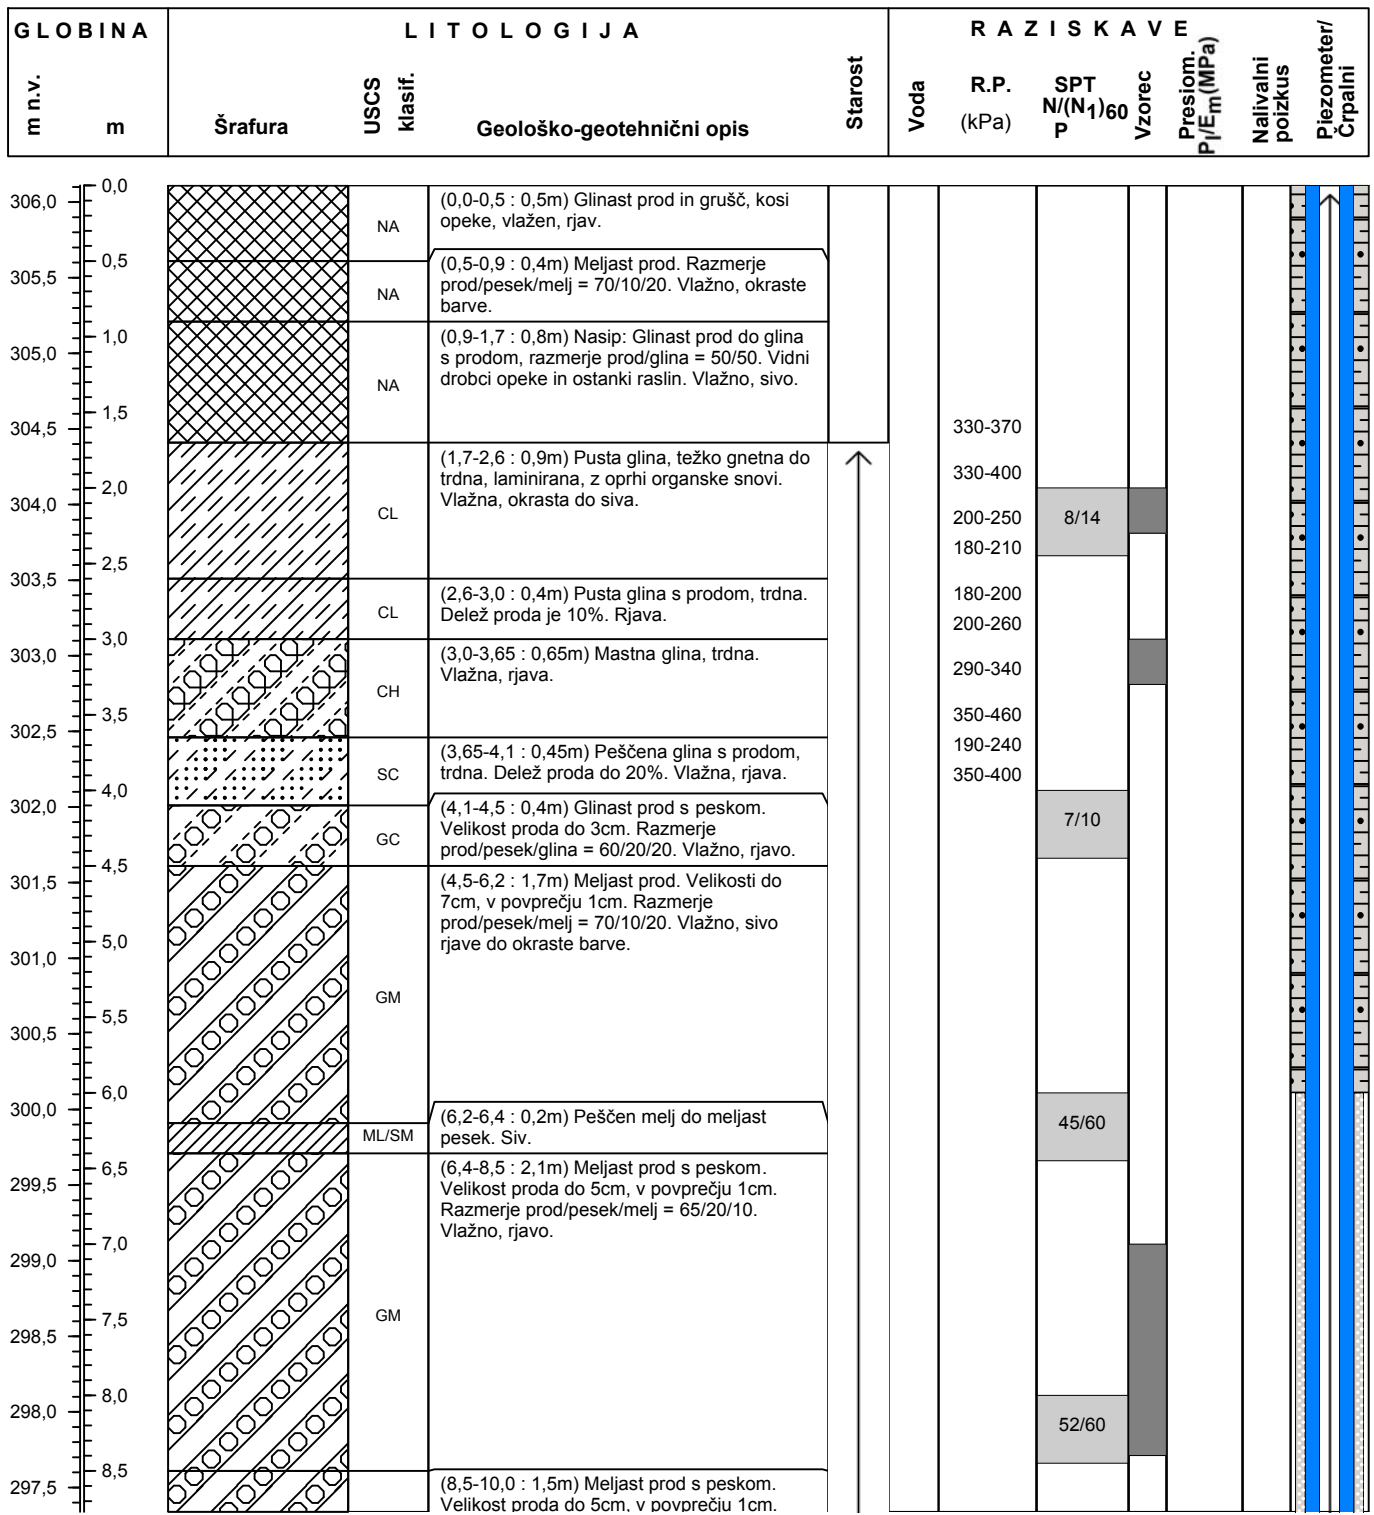 GLOBINA
LITOLOGIJA
RAZISKAVE
m n.v.
m
Šrafura
USCS
klasif.
Geološko-geotehnični opis
Starost
Voda
R.P.
(kPa)
SPT
N/(N1)60
P
Vzorec
Presiom.
Pl/Em(MPa)
Nalivalni
poizkus
Piezometer/
Črpalni
306,0
305,5
305,0
304,5
304,0
303,5
303,0
302,5
302,0
301,5
301,0
300,5
300,0
299,5
299,0
298,5
298,0
297,5
0,0
0,5
1,0
1,5
2,0
2,5
3,0
3,5
4,0
4,5
5,0
5,5
6,0
6,5
7,0
7,5
8,0
8,5
NA
(0,0-0,5 : 0,5m) Glinast prod in grušč, kosi
opeke, vlažen, rjav.
NA
(0,5-0,9 : 0,4m) Meljast prod. Razmerje
prod/pesek/melj = 70/10/20. Vlažno, okraste
barve.
NA
(0,9-1,7 : 0,8m) Nasip: Glinast prod do glina
s prodom, razmerje prod/glina = 50/50. Vidni
drobci opeke in ostanki raslin. Vlažno, sivo.
CL
(1,7-2,6 : 0,9m) Pusta glina, težko gnetna do
trdna, laminirana, z oprhi organske snovi.
Vlažna, okrasta do siva.
CL
(2,6-3,0 : 0,4m) Pusta glina s prodom, trdna.
Delež proda je 10%. Rjava.
CH
(3,0-3,65 : 0,65m) Mastna glina, trdna.
Vlažna, rjava.
SC
(3,65-4,1 : 0,45m) Peščena glina s prodom,
trdna. Delež proda do 20%. Vlažna, rjava.
GC
(4,1-4,5 : 0,4m) Glinast prod s peskom.
Velikost proda do 3cm. Razmerje
prod/pesek/glina = 60/20/20. Vlažno, rjavo.
GM
(4,5-6,2 : 1,7m) Meljast prod. Velikosti do
7cm, v povprečju 1cm. Razmerje
prod/pesek/melj = 70/10/20. Vlažno, sivo
rjave do okraste barve.
ML/SM
(6,2-6,4 : 0,2m) Peščen melj do meljast
pesek. Siv.
GM
(6,4-8,5 : 2,1m) Meljast prod s peskom.
Velikost proda do 5cm, v povprečju 1cm.
Razmerje prod/pesek/melj = 65/20/10.
Vlažno, rjavo.
(8,5-10,0 : 1,5m) Meljast prod s peskom.
Velikost proda do 5cm, v povprečju 1cm.
330-370
330-400
200-250
180-210
180-200
200-260
290-340
350-460
190-240
350-400
8/14
7/10
45/60
52/60